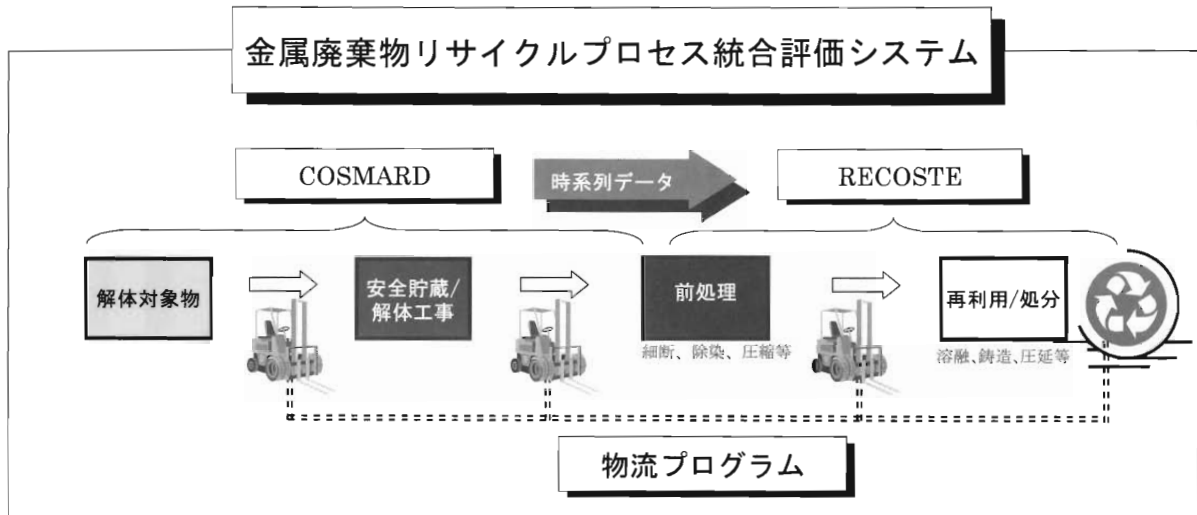 金属廃棄物リサイクルプロセス統合評価システム
COSMARD
時系列データ
RECOSTE
解体対象物
安全貯蔵/
解体工事
前処理
細断、除染、圧縮等
再利用/処分
溶融、鋳造、圧延等
物流プログラム